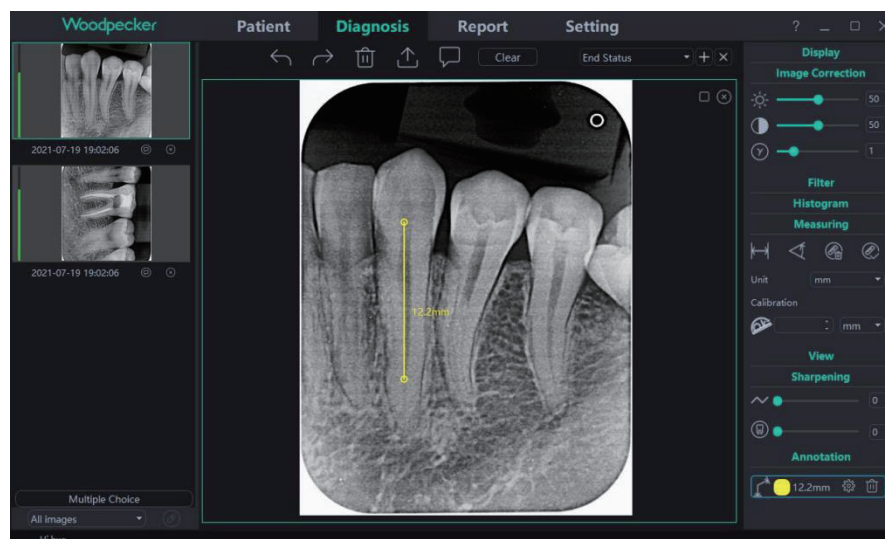 Woodpecker
Patient Diagnosis Report Setting
?
Clear
End Status
Display
Image Correction
50
50
1
Filter
Histogram
Measuring
Unit mm
Calibration
mm
View
Sharpening
0
0
Annotation
12.2mm
12.2mm
2021-07-19 19:02:06
2021-07-19 19:02:06
Multiple Choice
All images